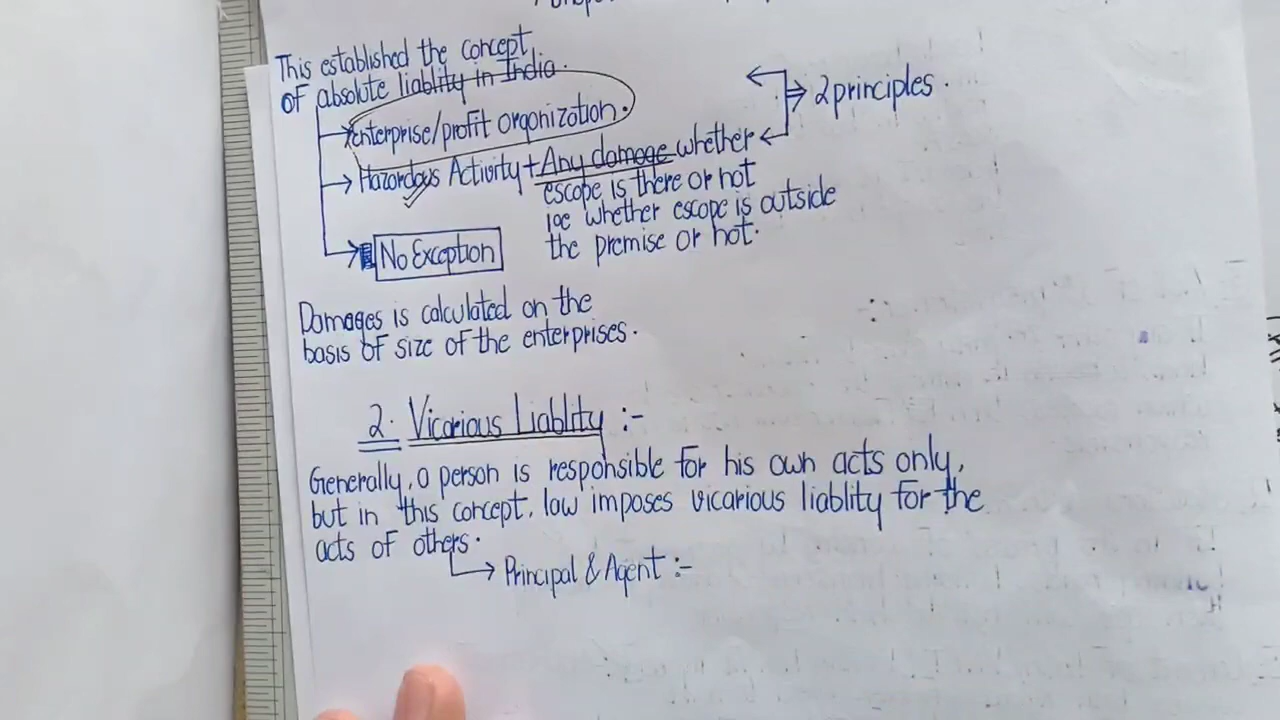 This established the concept
of absolute liablity in India.
enterprise/profit organization.
2 principles.
Hazardous Activity + Any damage whether
escape is there or not
ie whether escape is outside
the premise or not.
No Exception
Damages is calculated on the
basis of size of the enterprises.
2. Vicarious Liablity :-
Generally, a person is responsible for his own acts only,
but in this concept, law imposes vicarious liablity for the
acts of others.
Principal & Agent :-